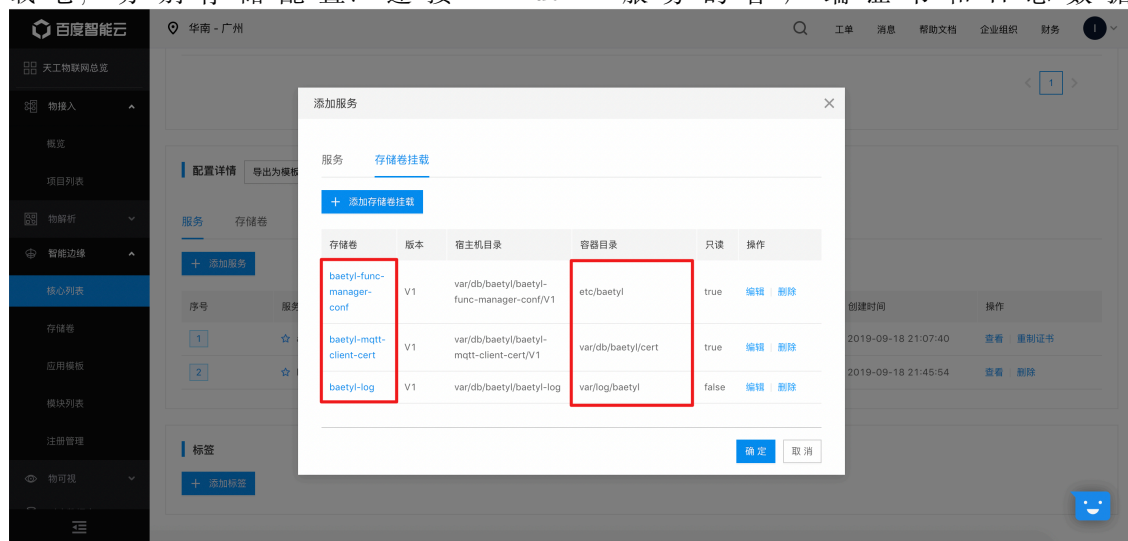 百度智能云
华南 - 广州
工单 消息 帮助文档 企业组织 财务 I
天工物联网总览
物接入
概览
项目列表
物解析
智能边缘
核心列表
存储卷
应用模板
模块列表
注册管理
物可视
< 1 >
配置详情 导出为模板
服务 存储卷
+ 添加服务
序号 服务 创建时间 操作
1 2019-09-18 21:07:40 查看 重制证书
2 2019-09-18 21:45:54 查看 删除
标签
+ 添加标签
添加服务
服务 存储卷挂载
+ 添加存储卷挂载
存储卷 版本 宿主机目录 容器目录 只读 操作
baetyl-func-
manager-
conf
V1
var/db/baetyl/baetyl-
func-manager-conf/V1
etc/baetyl true 编辑 删除
baetyl-mqtt-
client-cert
V1
var/db/baetyl/baetyl-
mqtt-client-cert/V1
var/db/baetyl/cert true 编辑 删除
baetyl-log V1 var/db/baetyl/baetyl-log var/log/baetyl false 编辑 删除
确定 取消